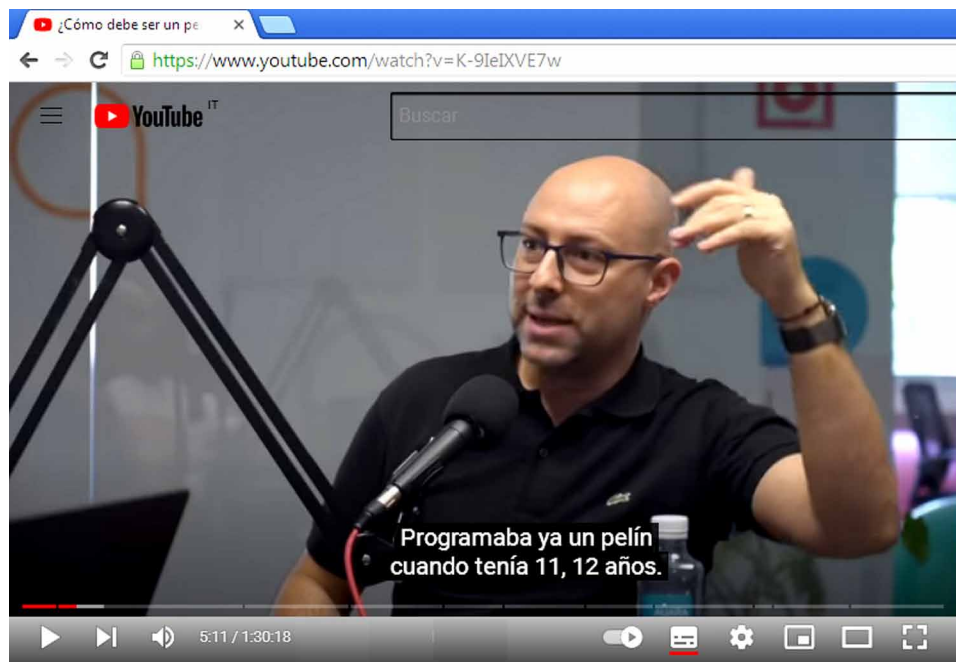 ¿Cómo debe ser un pe
https://www.youtube.com/watch?v=K-9IeIXVE7w
YouTube IT
Buscar
Programaba ya un pelín
cuando tenía 11, 12 años.
5:11 / 1:30:18